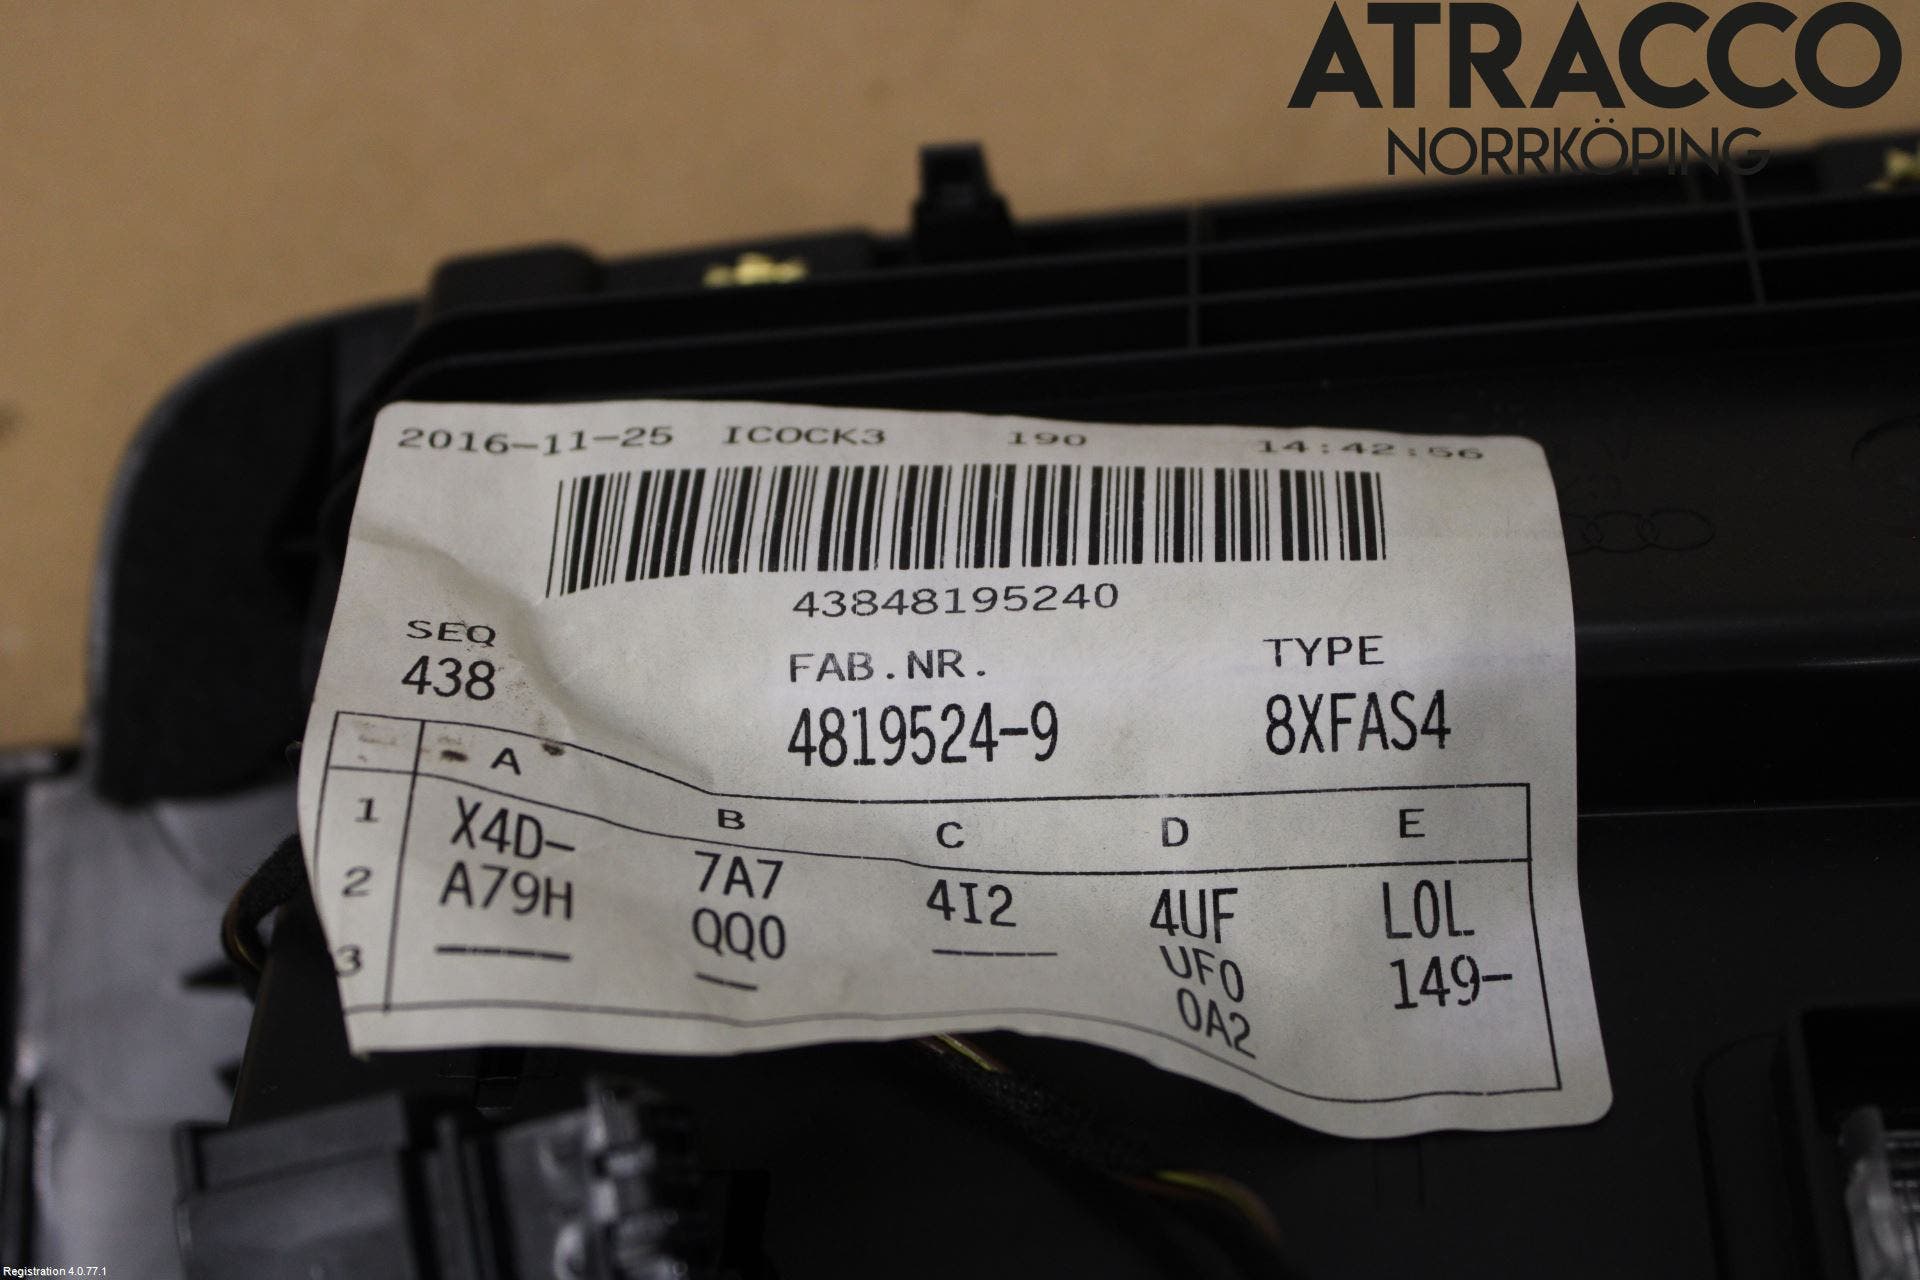 ATRACCO
NORRKÖPING
2016-11-25 ICOCK3 190 14:42:56
43848195240
SEQ FAB.NR. TYPE
438 4819524-9 8XFAS4
A B C D E
1 X4D- 7A7 4I2 4UF L0L
2 A79H QQ0 ---- UF0 149-
3 ---- -- 0A2
Registration 4.0.77.1